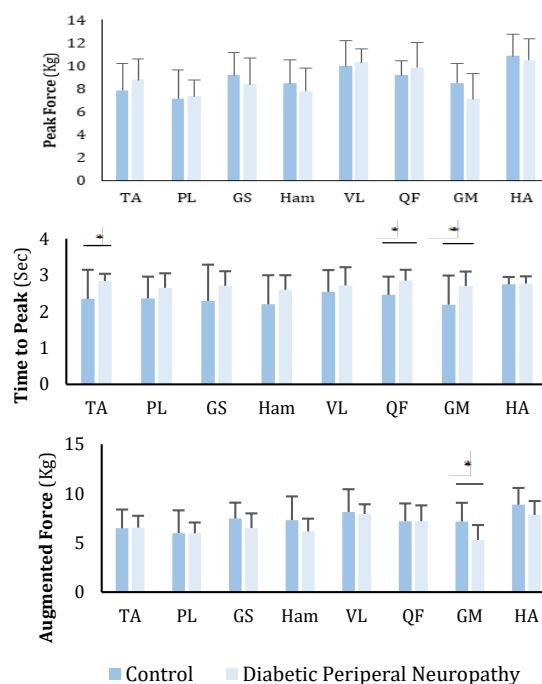 Peak Force (Kg)
14
12
10
8
6
4
2
0
TA PL GS Ham VL QF GM HA
Time to Peak (Sec)
4
3
2
1
0
* * *
TA PL GS Ham VL QF GM HA
Augmented Force (Kg)
15
10
5
0
*
TA PL GS Ham VL QF GM HA
Control Diabetic Periperal Neuropathy